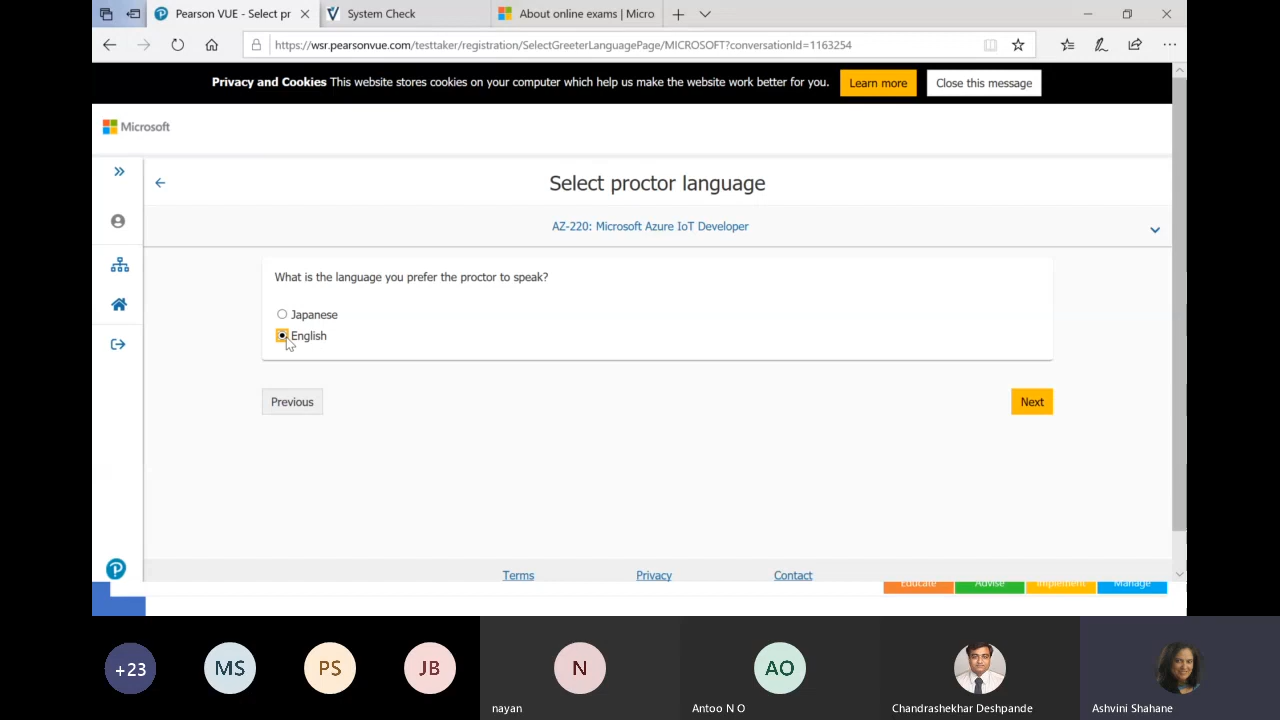 Pearson VUE - Select pr
System Check
About online exams | Micro
https://wsr.pearsonvue.com/testtaker/registration/SelectGreeterLanguagePage/MICROSOFT?conversationId=1163254
Privacy and Cookies This website stores cookies on your computer which help us make the website work better for you.
Learn more
Close this message
Microsoft
Select proctor language
AZ-220: Microsoft Azure IoT Developer
What is the language you prefer the proctor to speak?
Japanese
English
Previous
Next
Terms
Privacy
Contact
Educate
Advise
Implement
Manage
+23
MS
PS
JB
N
AO
nayan
Antoo N O
Chandrashekhar Deshpande
Ashvini Shahane